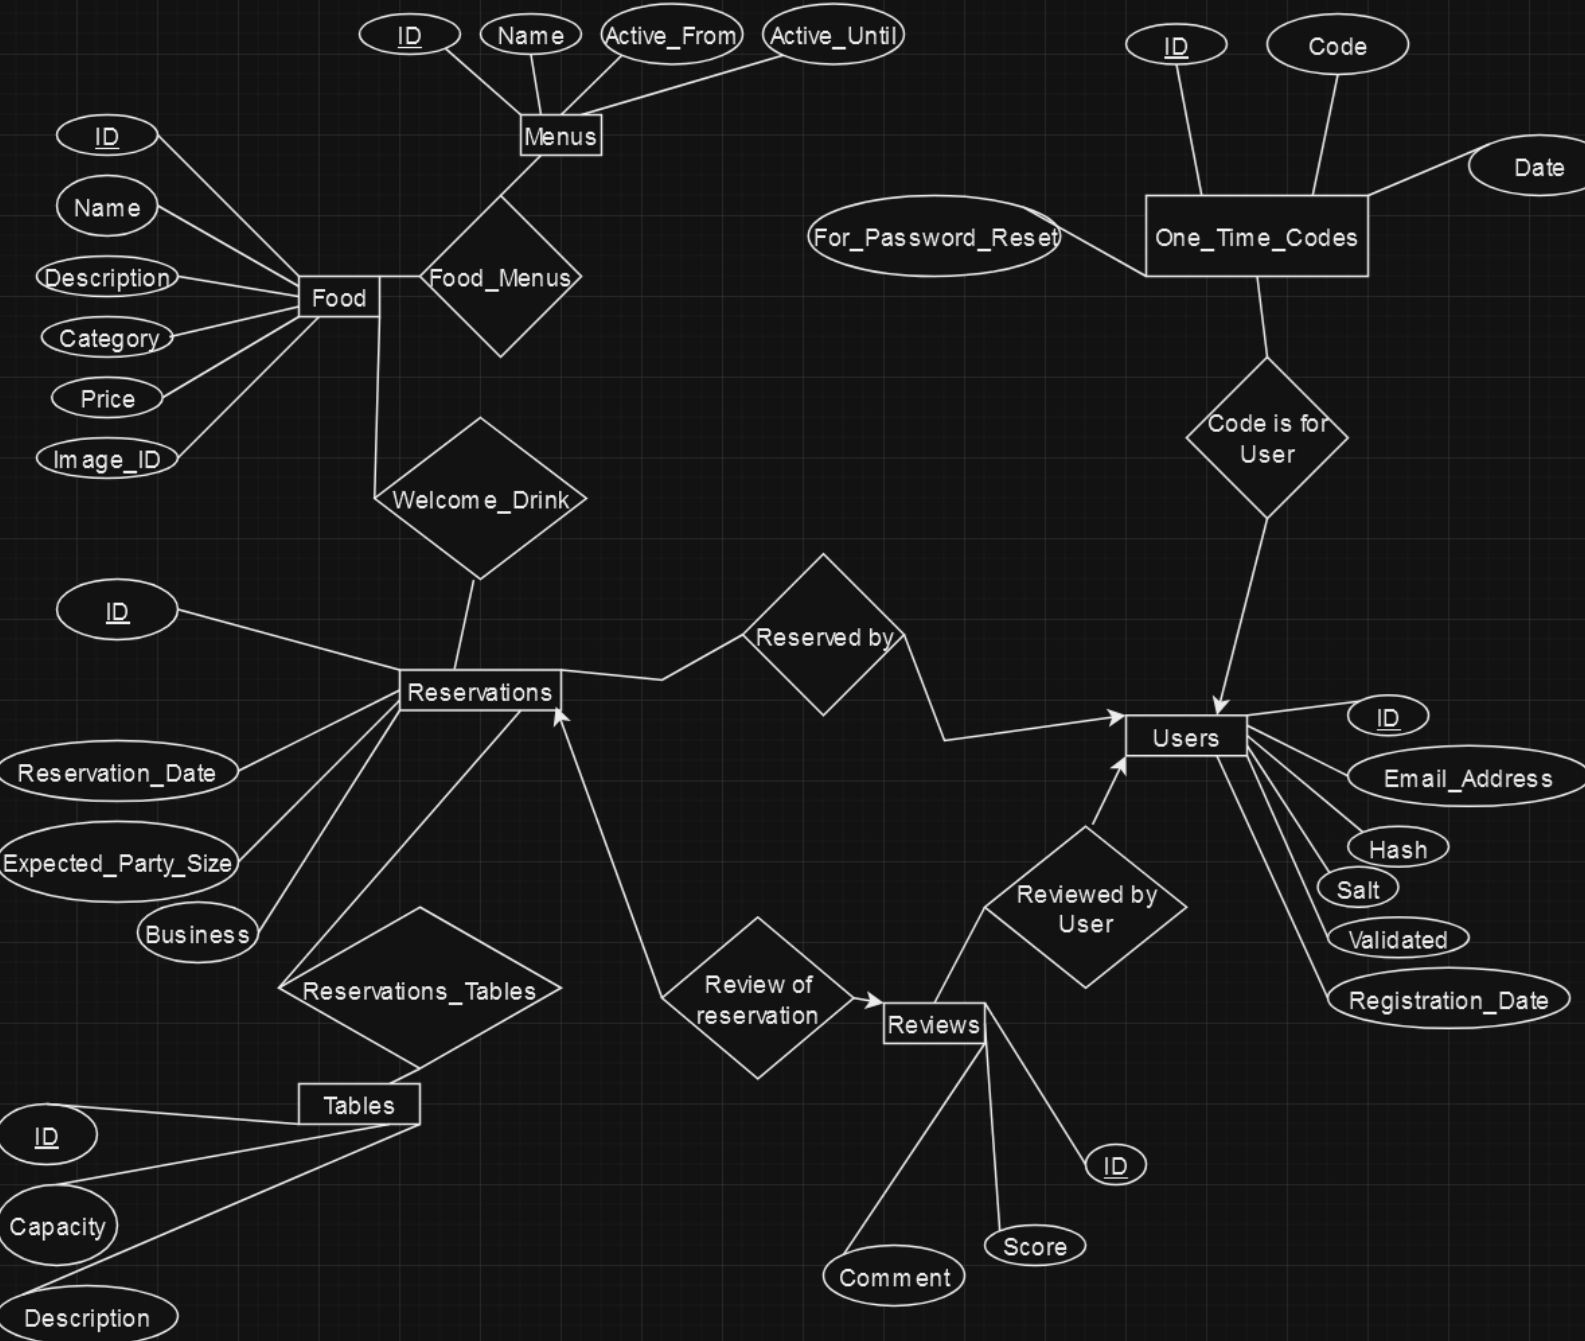 ID
Name
Active_From
Active_Until
ID
Code
Menus
ID
Date
Name
For_Password_Reset
One_Time_Codes
Description
Food
Food_Menus
Category
Price
Code is for
User
Image_ID
Welcome_Drink
ID
Reserved by
Reservations
ID
Users
Reservation_Date
Email_Address
Hash
Expected_Party_Size
Salt
Reviewed by
User
Business
Validated
Reservations_Tables
Review of
reservation
Registration_Date
Reviews
Tables
ID
ID
Capacity
Score
Comment
Description